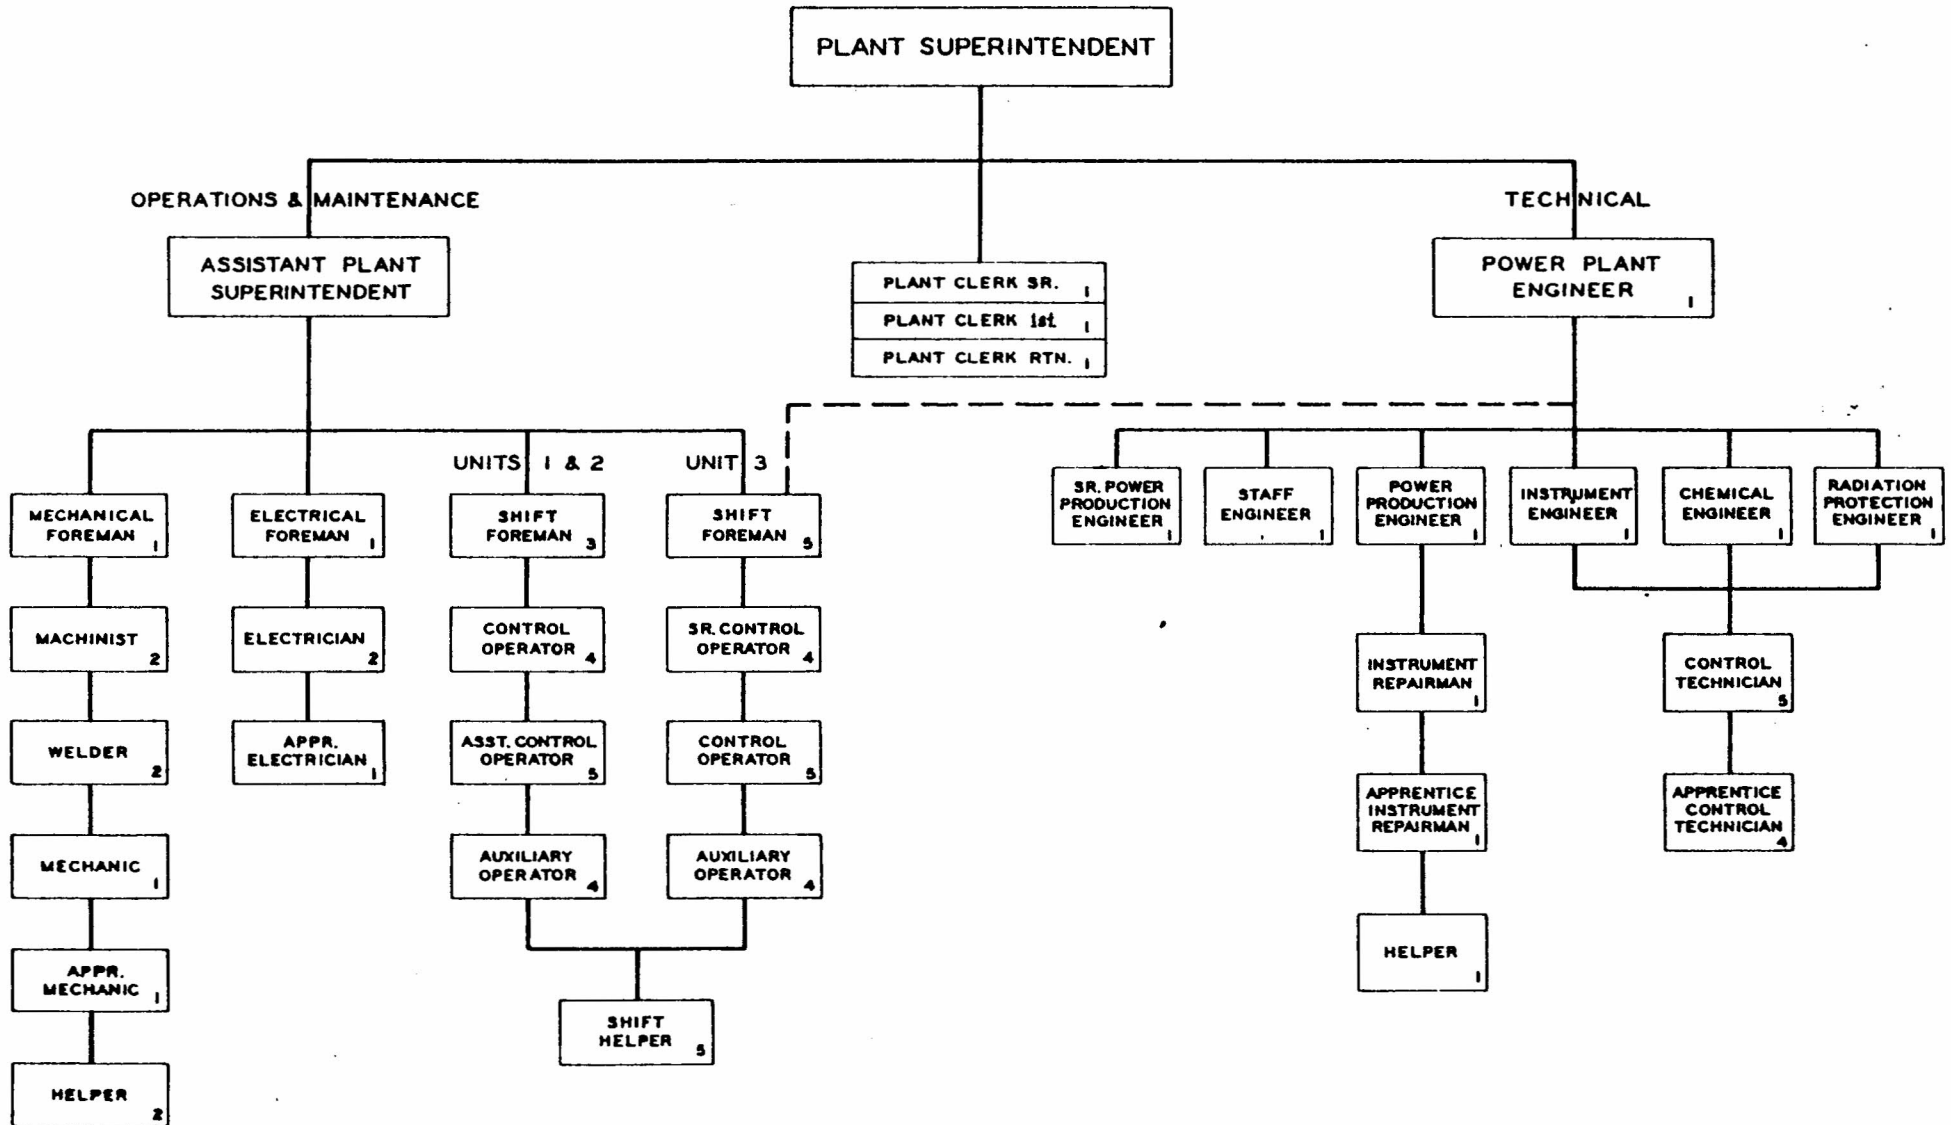 PLANT SUPERINTENDENT
OPERATIONS & MAINTENANCE
TECHNICAL
ASSISTANT PLANT
SUPERINTENDENT
PLANT CLERK SR. 1
PLANT CLERK 1st 1
PLANT CLERK RTN. 1
POWER PLANT
ENGINEER 1
UNITS 1 & 2
UNIT 3
MECHANICAL
FOREMAN 1
ELECTRICAL
FOREMAN 1
SHIFT
FOREMAN 3
SHIFT
FOREMAN 5
SR. POWER
PRODUCTION
ENGINEER 1
STAFF
ENGINEER 1
POWER
PRODUCTION
ENGINEER 1
INSTRUMENT
ENGINEER 1
CHEMICAL
ENGINEER 1
RADIATION
PROTECTION
ENGINEER 1
MACHINIST 2
ELECTRICIAN 2
CONTROL
OPERATOR 4
SR. CONTROL
OPERATOR 4
INSTRUMENT
REPAIRMAN 1
CONTROL
TECHNICIAN 5
WELDER 2
APPR.
ELECTRICIAN 1
ASST. CONTROL
OPERATOR 5
CONTROL
OPERATOR 5
APPRENTICE
INSTRUMENT
REPAIRMAN 1
APPRENTICE
CONTROL
TECHNICIAN 4
MECHANIC 1
AUXILIARY
OPERATOR 4
AUXILIARY
OPERATOR 4
HELPER 1
APPR.
MECHANIC 1
SHIFT
HELPER 5
HELPER 2